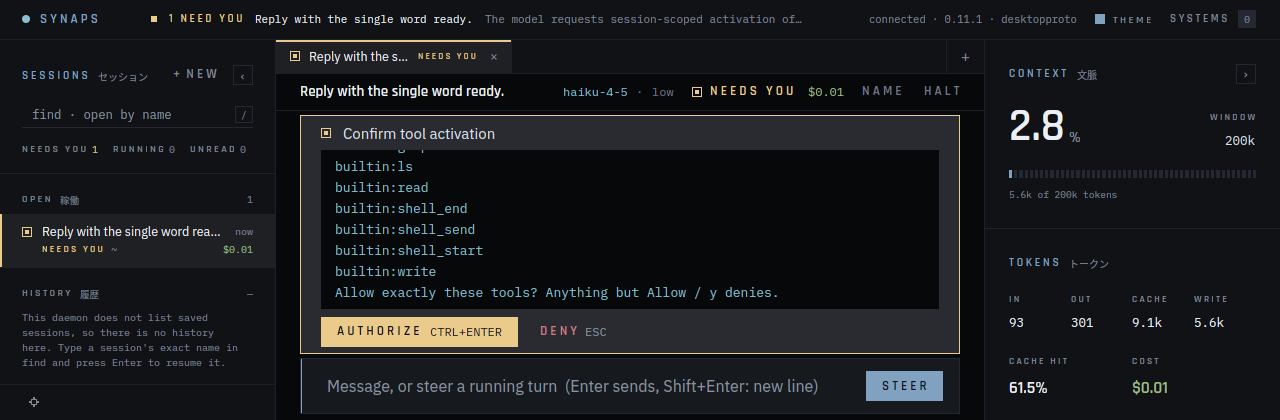 SYNAPS
1 NEED YOU Reply with the single word ready. The model requests session-scoped activation of…
connected · 0.11.1 · desktopproto
THEME
SYSTEMS 0
SESSIONS セッション + NEW ‹
find · open by name /
NEEDS YOU 1 RUNNING 0 UNREAD 0
OPEN 稼働 1
Reply with the single word rea… now
NEEDS YOU ~ $0.01
HISTORY 履歴 —
This daemon does not list saved
sessions, so there is no history
here. Type a session's exact name in
find and press Enter to resume it.
Reply with the s… NEEDS YOU ×
+
Reply with the single word ready. haiku-4-5 · low NEEDS YOU $0.01 NAME HALT
Confirm tool activation
builtin:ls
builtin:read
builtin:shell_end
builtin:shell_send
builtin:shell_start
builtin:write
Allow exactly these tools? Anything but Allow / y denies.
AUTHORIZE CTRL+ENTER DENY ESC
Message, or steer a running turn (Enter sends, Shift+Enter: new line) STEER
CONTEXT 文脈 ›
2.8 %
WINDOW
200k
5.6k of 200k tokens
TOKENS トークン
IN OUT CACHE WRITE
93 301 9.1k 5.6k
CACHE HIT COST
61.5% $0.01